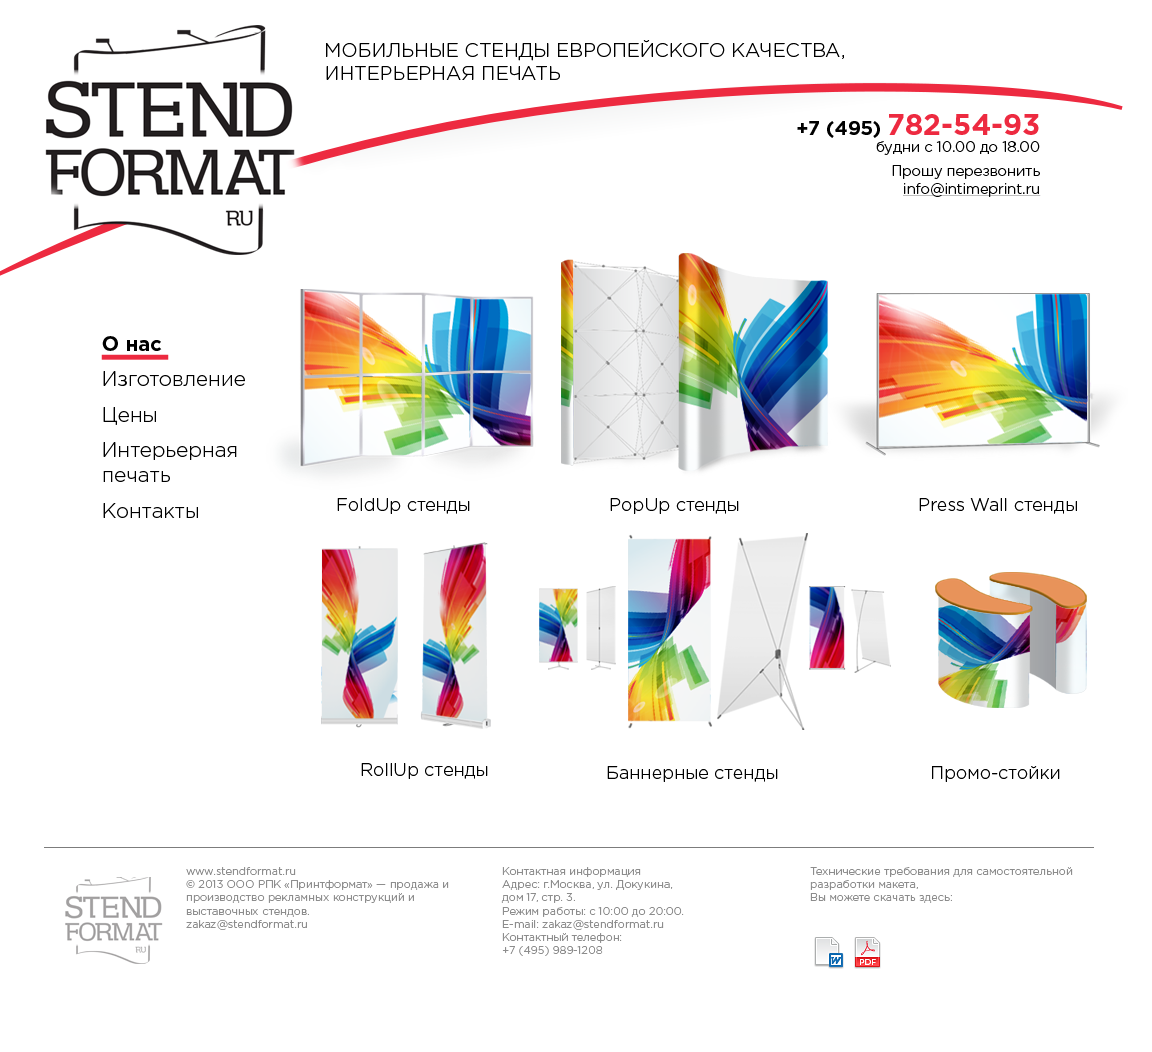 STEND
FORMAT
RU
МОБИЛЬНЫЕ СТЕНДЫ ЕВРОПЕЙСКОГО КАЧЕСТВА,
ИНТЕРЬЕРНАЯ ПЕЧАТЬ
+7 (495) 782-54-93
будни с 10.00 до 18.00
Прошу перезвонить
info@intimeprint.ru
О нас
Изготовление
Цены
Интерьерная
печать
Контакты
FoldUp стенды
PopUp стенды
Press Wall стенды
RollUp стенды
Баннерные стенды
Промо-стойки
STEND
FORMAT
RU
www.stendformat.ru
© 2013 ООО РПК «Принтформат» — продажа и
производство рекламных конструкций и
выставочных стендов.
zakaz@stendformat.ru
Контактная информация
Адрес: г.Москва, ул. Докукина,
дом 17, стр. 3.
Режим работы: с 10:00 до 20:00.
E-mail: zakaz@stendformat.ru
Контактный телефон:
+7 (495) 989-1208
Технические требования для самостоятельной
разработки макета,
Вы можете скачать здесь:
W
PDF